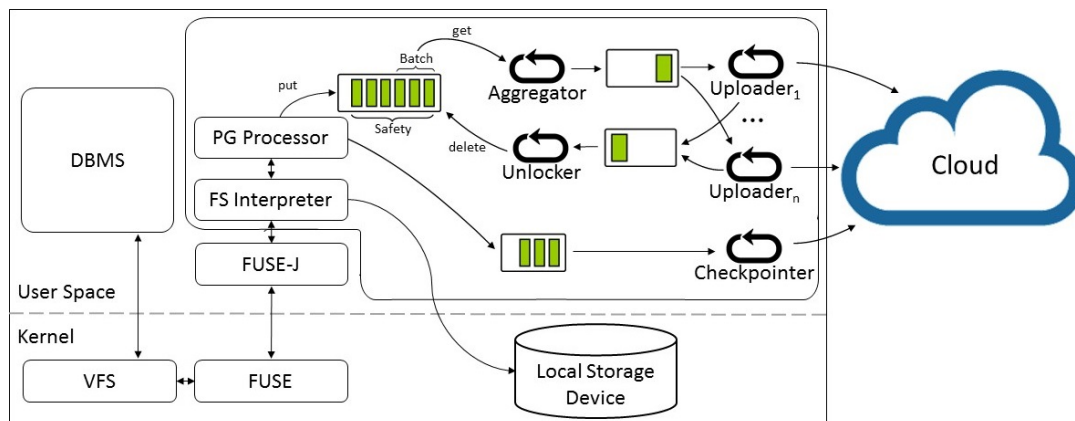 get
Batch
put
Safety
delete
Aggregator
Uploader1
...
Unlocker
Uploadern
Checkpointer
Cloud
DBMS
PG Processor
FS Interpreter
FUSE-J
User Space
Kernel
VFS
FUSE
Local Storage
Device